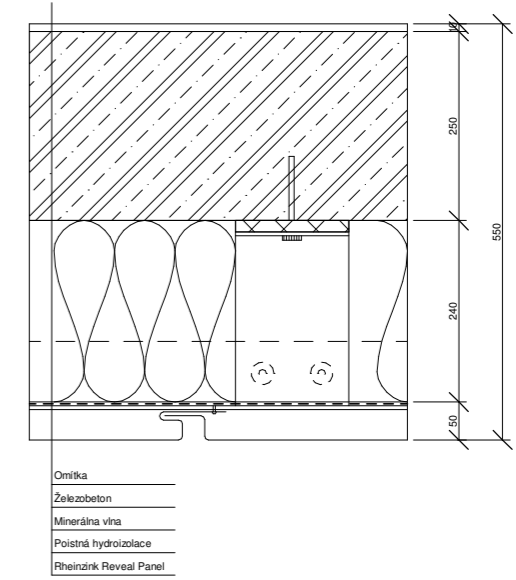 10
250
550
240
50
Omítka
Železobeton
Minerálna vlna
Poistná hydroizolace
Rheinzink Reveal Panel